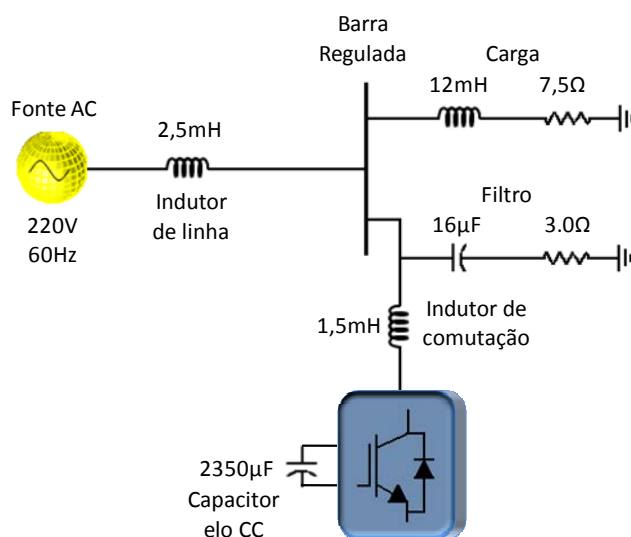 Barra
Regulada
Carga
12mH
7,5Ω
Fonte AC
2,5mH
Indutor
de linha
220V
60Hz
Filtro
16µF
3.0Ω
1,5mH
Indutor de
comutação
2350µF
Capacitor
elo CC